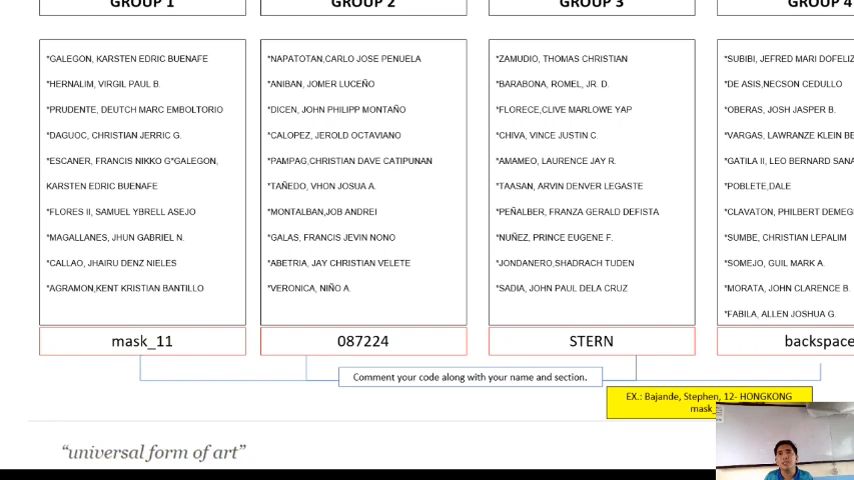 GROUP 1
*GALEGON, KARSTEN EDRIC BUENAFE
*HERNALIM, VIRGIL PAUL B.
*PRUDENTE, DEUTCH MARC EMBOLTORIO
*DAGUOC, CHRISTIAN JERRIC G.
*ESCANER, FRANCIS NIKKO G*GALEGON,
KARSTEN EDRIC BUENAFE
*FLORES II, SAMUEL YBRELL ASEJO
*MAGALLANES, JHUN GABRIEL N.
*CALLAO, JHAIRU DENZ NIELES
*AGRAMON,KENT KRISTIAN BANTILLO
mask_11
GROUP 2
*NAPATOTAN,CARLO JOSE PENUELA
*ANIBAN, JOMER LUCEÑO
*DICEN, JOHN PHILIPP MONTAÑO
*CALOPEZ, JEROLD OCTAVIANO
*PAMPAG,CHRISTIAN DAVE CATIPUNAN
*TAÑEDO, VHON JOSUA A.
*MONTALBAN,JOB ANDREI
*GALAS, FRANCIS JEVIN NONO
*ABETRIA, JAY CHRISTIAN VELETE
*VERONICA, NIÑO A.
087224
GROUP 3
*ZAMUDIO, THOMAS CHRISTIAN
*BARABONA, ROMEL, JR. D.
*FLORECE,CLIVE MARLOWE YAP
*CHIVA, VINCE JUSTIN C.
*AMAMEO, LAURENCE JAY R.
*TAASAN, ARVIN DENVER LEGASTE
*PEÑALBER, FRANZA GERALD DEFISTA
*NUÑEZ, PRINCE EUGENE F.
*JONDANERO,SHADRACH TUDEN
*SADIA, JOHN PAUL DELA CRUZ
STERN
GROUP 4
*SUBIBI, JEFRED MARI DOFELIZ
*DE ASIS,NECSON CEDULLO
*OBERAS, JOSH JASPER B.
*VARGAS, LAWRANZE KLEIN BE
*GATILA II, LEO BERNARD SANA
*POBLETE,DALE
*CLAVATON, PHILBERT DEMEG
*SUMBE, CHRISTIAN LEPALIM
*SOMEJO, GUIL MARK A.
*MORATA, JOHN CLARENCE B.
*FABILA, ALLEN JOSHUA G.
backspace
Comment your code along with your name and section.
EX.: Bajande, Stephen, 12- HONGKONG
mask_
“universal form of art”